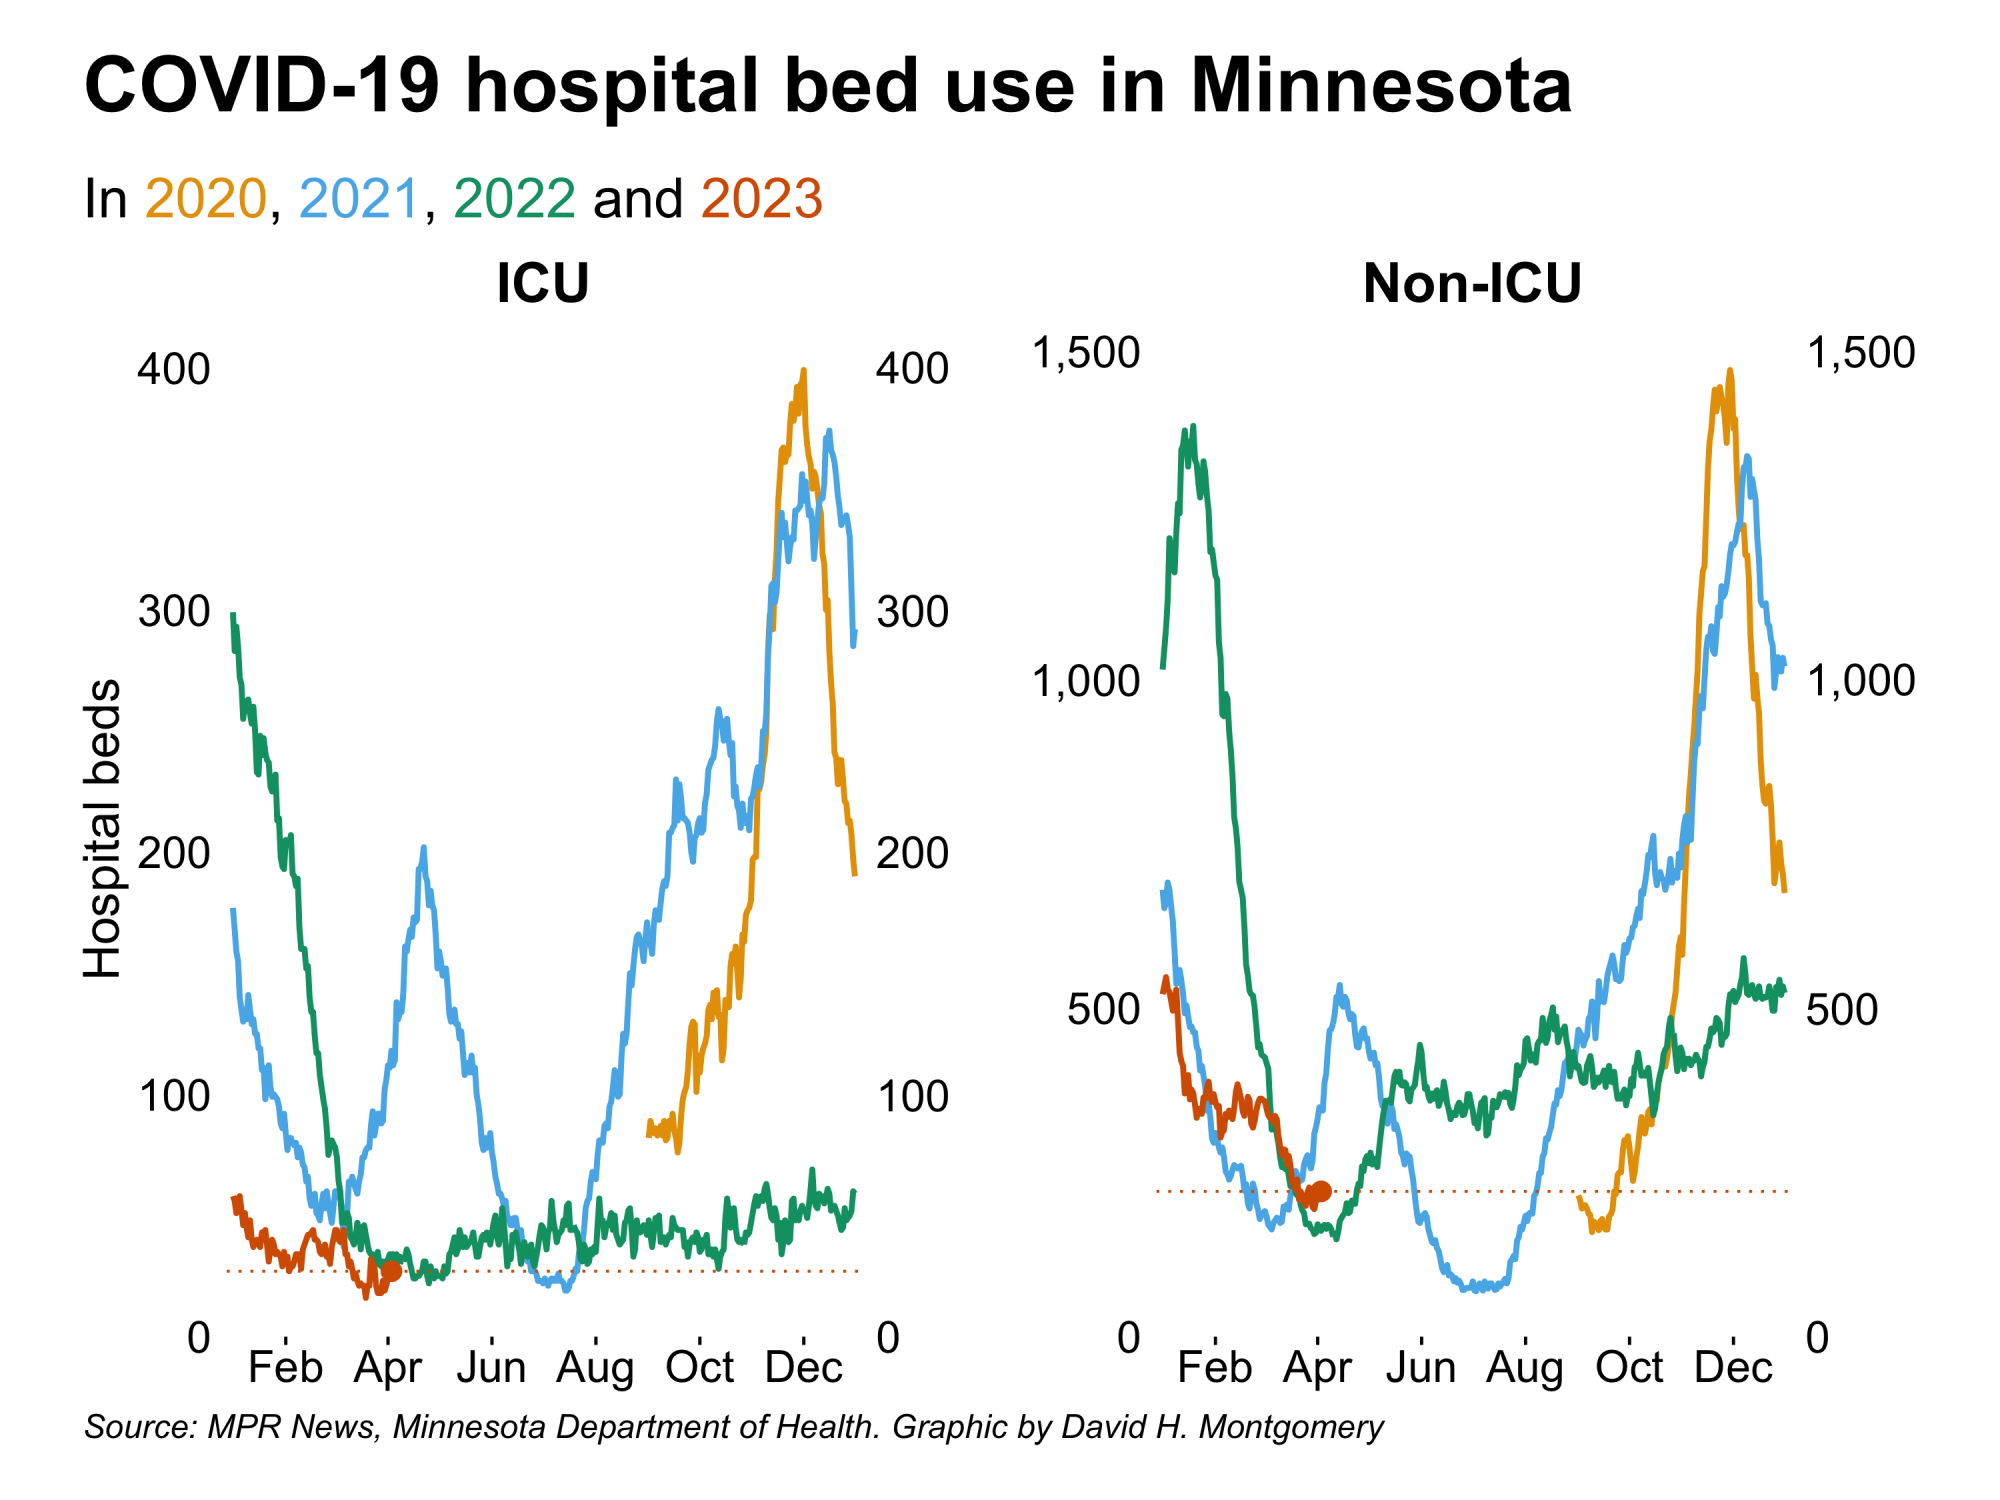 COVID-19 hospital bed use in Minnesota
In 2020, 2021, 2022 and 2023
ICU
Non-ICU
Hospital beds
400
300
200
100
0
400
300
200
100
0
Feb Apr Jun Aug Oct Dec
1,500
1,000
500
0
1,500
1,000
500
0
Feb Apr Jun Aug Oct Dec
Source: MPR News, Minnesota Department of Health. Graphic by David H. Montgomery